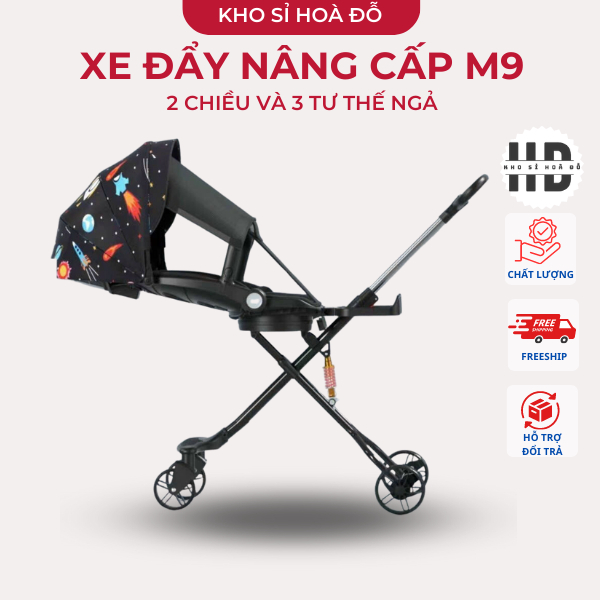 KHO SỈ HOÀ ĐỖ
XE ĐẨY NÂNG CẤP M9
2 CHIỀU VÀ 3 TƯ THẾ NGẢ
HD
KHO SỈ HOÀ ĐỖ
CHẤT LƯỢNG
FREE
SHIPPING
FREESHIP
HỖ TRỢ
ĐỔI TRẢ